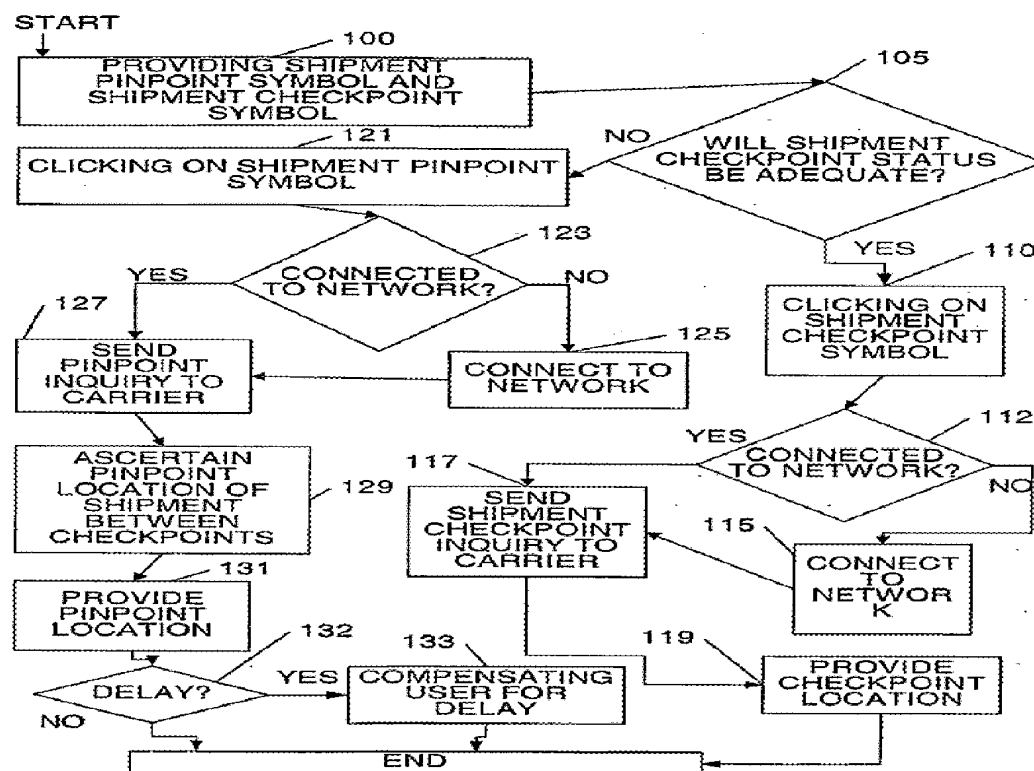 START
100
PROVIDING SHIPMENT
PINPOINT SYMBOL AND
SHIPMENT CHECKPOINT
SYMBOL
105
WILL SHIPMENT
CHECKPOINT STATUS
BE ADEQUATE?
NO
121
CLICKING ON SHIPMENT PINPOINT
SYMBOL
123
CONNECTED
TO NETWORK?
YES
NO
YES
110
CLICKING ON
SHIPMENT
CHECKPOINT
SYMBOL
127
SEND
PINPOINT
INQUIRY TO
CARRIER
125
CONNECT TO
NETWORK
112
YES
CONNECTED
TO NETWORK?
NO
ASCERTAIN
PINPOINT
LOCATION OF
SHIPMENT
BETWEEN
CHECKPOINTS
129
117
SEND
SHIPMENT
CHECKPOINT
INQUIRY TO
CARRIER
115
CONNECT
TO
NETWOR
K
131
PROVIDE
PINPOINT
LOCATION
132
DELAY?
YES
NO
133
COMPENSATING
USER FOR
DELAY
119
PROVIDE
CHECKPOINT
LOCATION
END